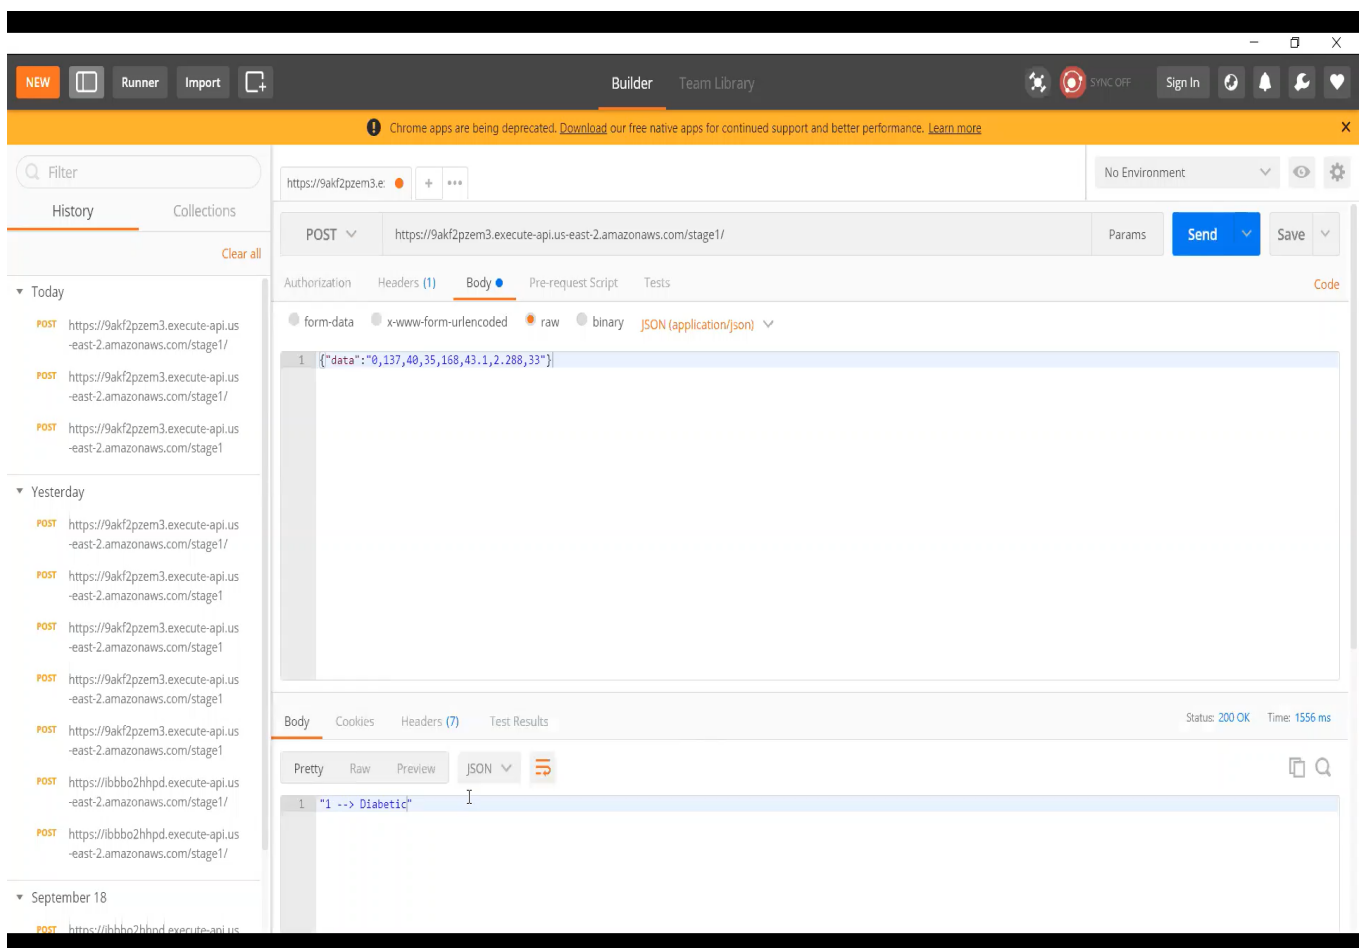 NEW Runner Import Builder Team Library SYNC OFF Sign In
Chrome apps are being deprecated. Download our free native apps for continued support and better performance. Learn more X
Filter
History Collections
Clear all
Today
POST https://9akf2pzem3.execute-api.us
-east-2.amazonaws.com/stage1/
POST https://9akf2pzem3.execute-api.us
-east-2.amazonaws.com/stage1/
POST https://9akf2pzem3.execute-api.us
-east-2.amazonaws.com/stage1
Yesterday
POST https://9akf2pzem3.execute-api.us
-east-2.amazonaws.com/stage1/
POST https://9akf2pzem3.execute-api.us
-east-2.amazonaws.com/stage1
POST https://9akf2pzem3.execute-api.us
-east-2.amazonaws.com/stage1
POST https://9akf2pzem3.execute-api.us
-east-2.amazonaws.com/stage1
POST https://9akf2pzem3.execute-api.us
-east-2.amazonaws.com/stage1
POST https://ibbbo2hhpd.execute-api.us
-east-2.amazonaws.com/stage1/
POST https://ibbbo2hhpd.execute-api.us
-east-2.amazonaws.com/stage1/
September 18
POST https://ibbbo2hhpd.execute-api.us
https://9akf2pzem3.e: + ••• No Environment
POST https://9akf2pzem3.execute-api.us-east-2.amazonaws.com/stage1/ Params Send Save
Authorization Headers (1) Body Pre-request Script Tests Code
form-data x-www-form-urlencoded raw binary JSON (application/json)
1 {"data":"0,137,40,35,168,43.1,2.288,33"}
Body Cookies Headers (7) Test Results Status: 200 OK Time: 1556 ms
Pretty Raw Preview JSON
1 "1 --> Diabetic"